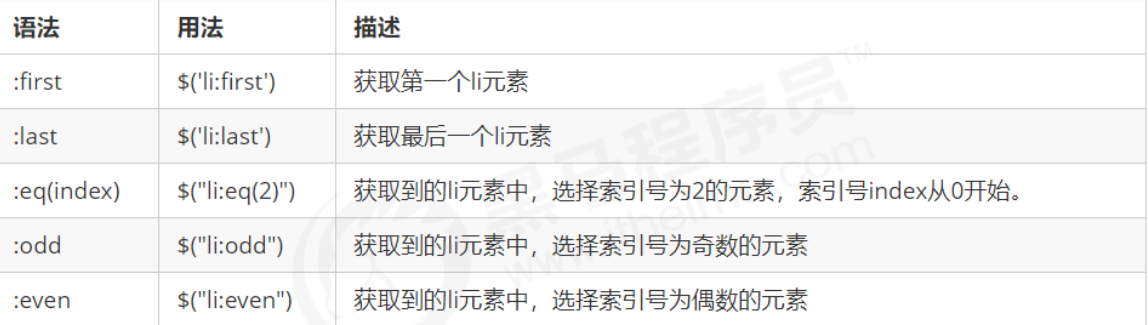 语法 用法 描述
:first $('li:first') 获取第一个li元素
:last $('li:last') 获取最后一个li元素
:eq(index) $("li:eq(2)") 获取到的li元素中，选择索引号为2的元素，索引号index从0开始。
:odd $("li:odd") 获取到的li元素中，选择索引号为奇数的元素
:even $("li:even") 获取到的li元素中，选择索引号为偶数的元素
黑马程序员™
www.itheima.com